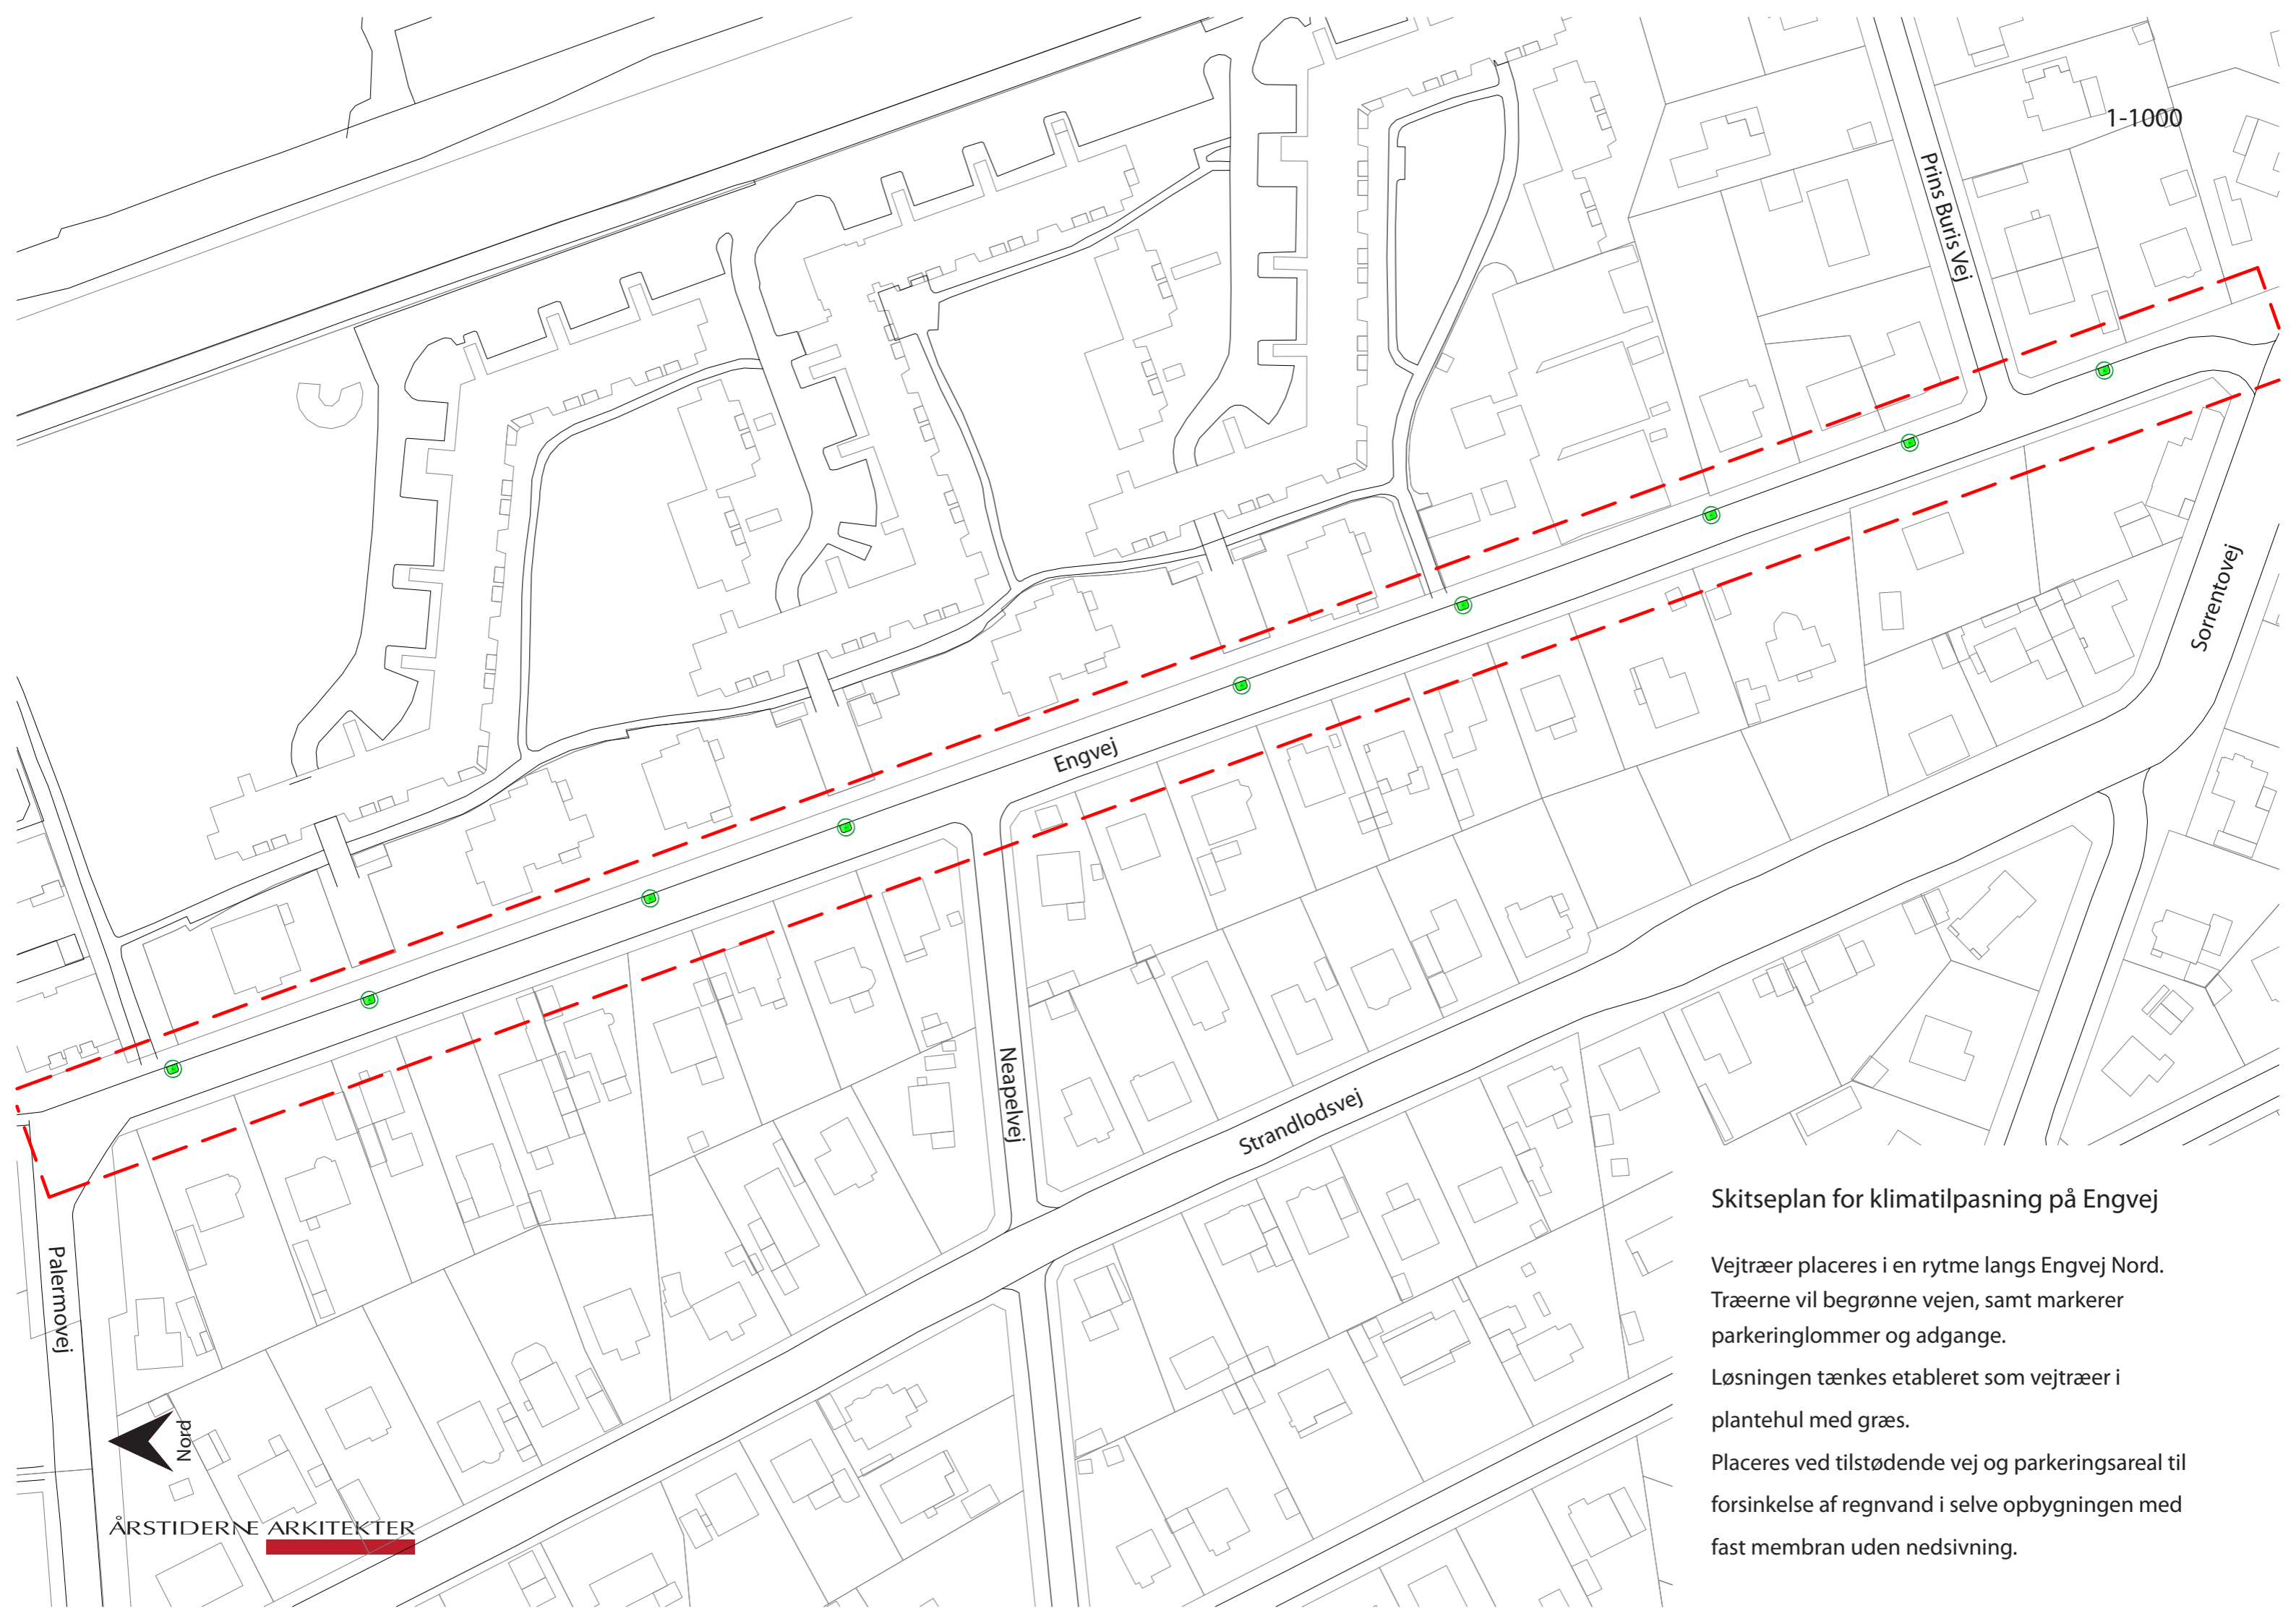 1-1000
Prins Buris Vej
Sorrentovej
Engvej
Neapelvej
Strandlodsvej
Palermovej
Nord
ÅRSTIDERNE ARKITEKTER
Skitseplan for klimatilpasning på Engvej
Vejtræer placeres i en rytme langs Engvej Nord.
Træerne vil begrønne vejen, samt markerer
parkeringlommer og adgange.
Løsningen tænkes etableret som vejtræer i
plantehul med græs.
Placeres ved tilstødende vej og parkeringsareal til
forsinkelse af regnvand i selve opbygningen med
fast membran uden nedsivning.